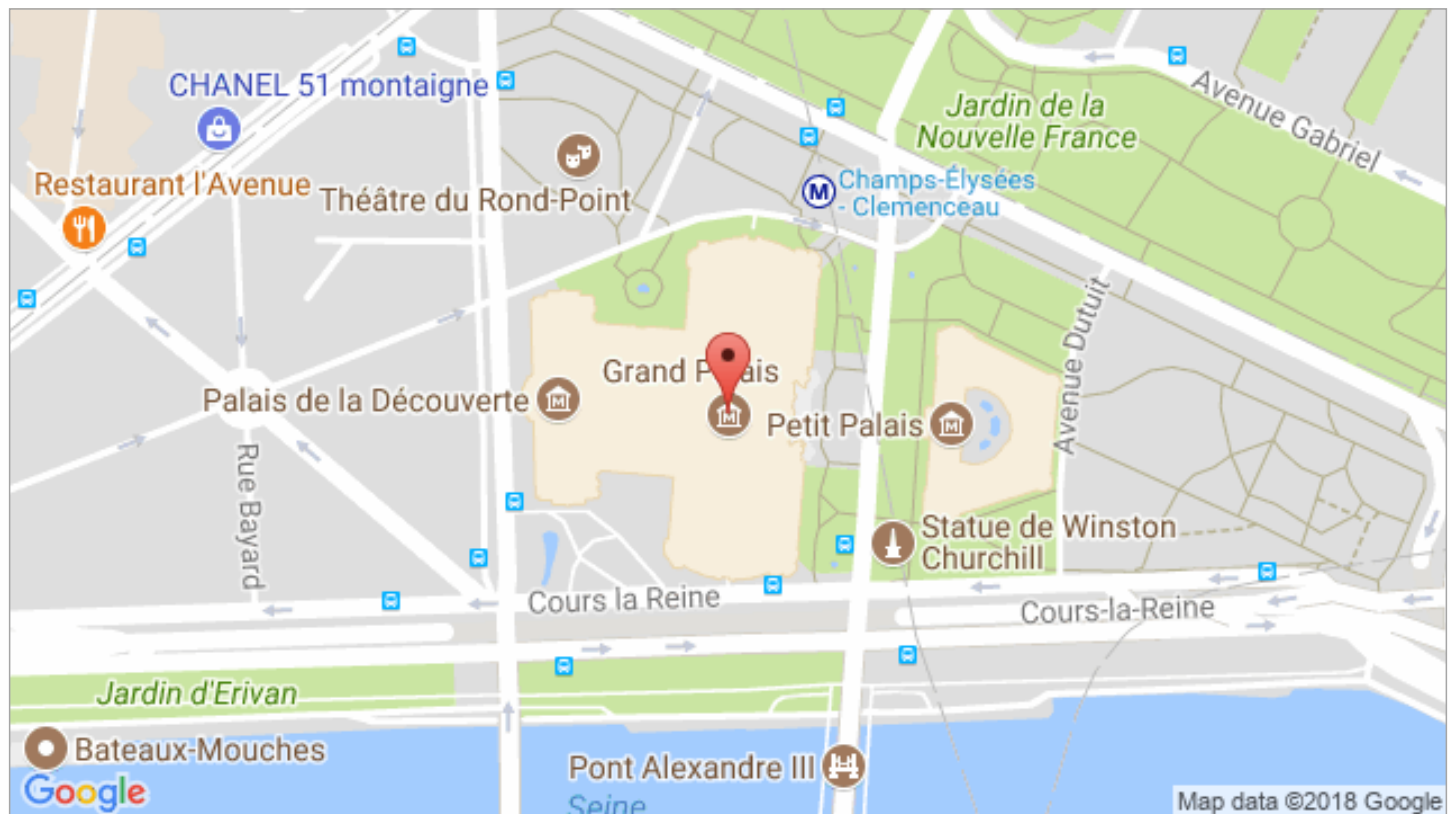 CHANEL 51 montaigne
Jardin de la
Nouvelle France
Avenue Gabriel
Restaurant l'Avenue
Théâtre du Rond-Point
M
Champs-Élysées
- Clemenceau
Avenue Dutuit
Grand Palais
Palais de la Découverte
Petit Palais
Rue Bayard
Statue de Winston
Churchill
Cours la Reine
Cours-la-Reine
Jardin d'Erivan
Bateaux-Mouches
Pont Alexandre III
Google
Seine
Map data ©2018 Google